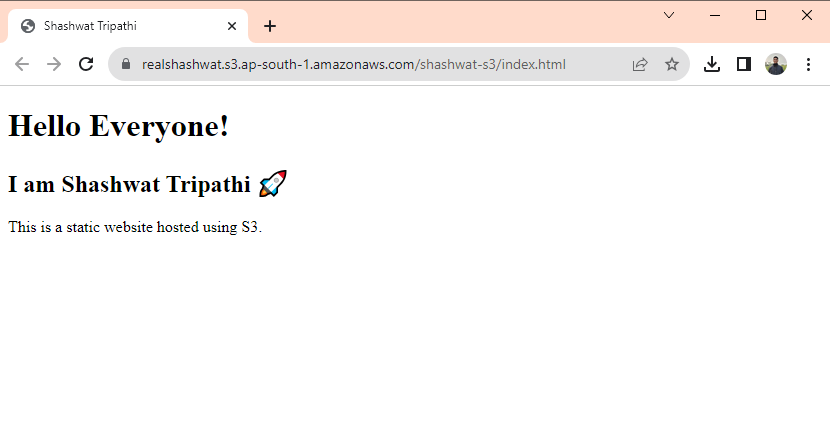 Shashwat Tripathi
realshashwat.s3.ap-south-1.amazonaws.com/shashwat-s3/index.html
Hello Everyone!
I am Shashwat Tripathi 🚀
This is a static website hosted using S3.